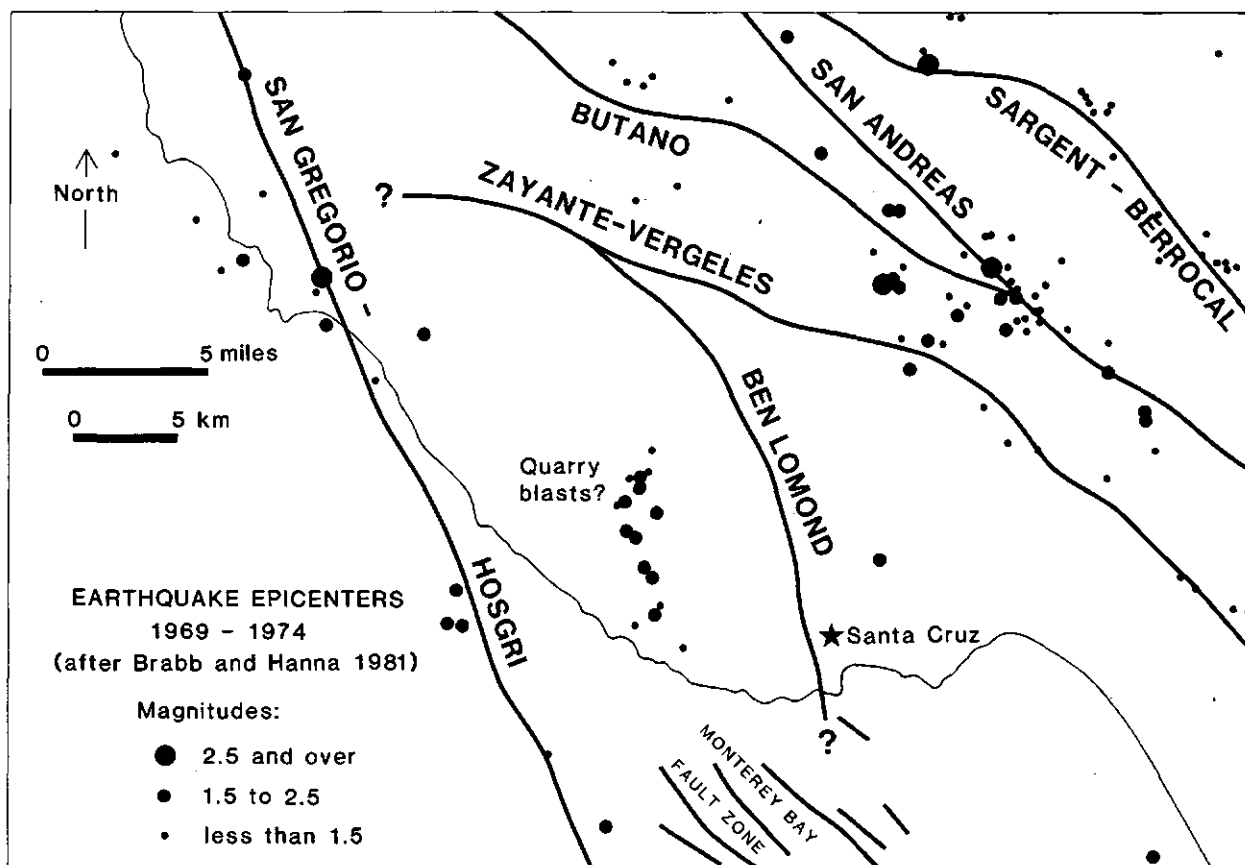 SAN GREGORIO –
HOSGRI
BUTANO
SAN ANDREAS
SARGENT – BERROCAL
ZAYANTE–VERGELES
?
North
0 5 miles
0 5 km
BEN LOMOND
Quarry
blasts?
Santa Cruz
?
MONTEREY BAY
FAULT ZONE
EARTHQUAKE EPICENTERS
1969 – 1974
(after Brabb and Hanna 1981)
Magnitudes:
2.5 and over
1.5 to 2.5
less than 1.5